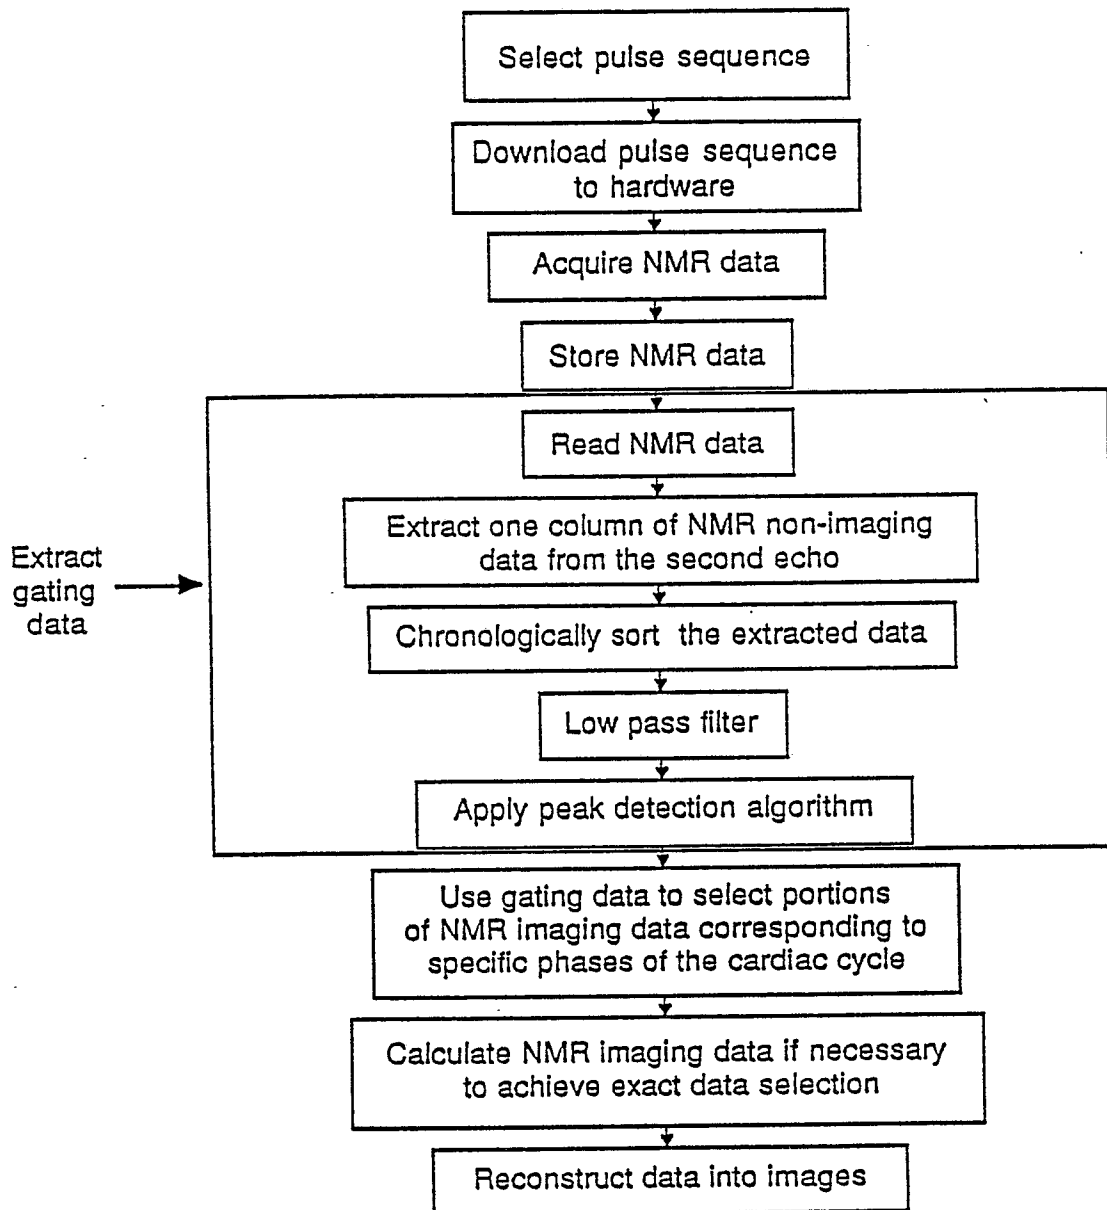 Select pulse sequence
Download pulse sequence
to hardware
Acquire NMR data
Store NMR data
Read NMR data
Extract one column of NMR non-imaging
data from the second echo
Extract
gating
data
Chronologically sort the extracted data
Low pass filter
Apply peak detection algorithm
Use gating data to select portions
of NMR imaging data corresponding to
specific phases of the cardiac cycle
Calculate NMR imaging data if necessary
to achieve exact data selection
Reconstruct data into images